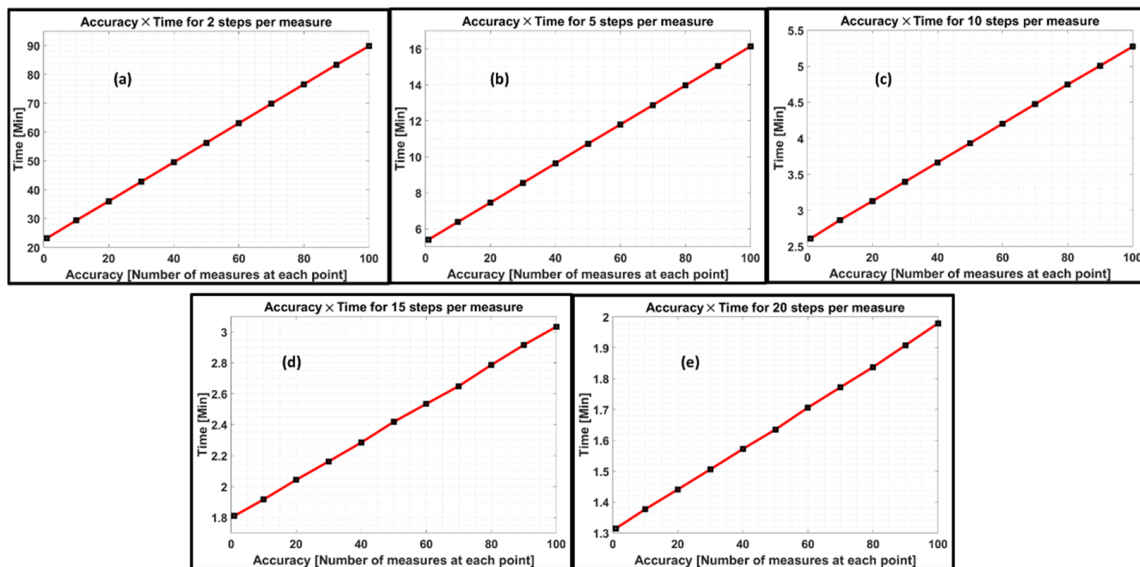 Accuracy × Time for 2 steps per measure
90
80
70
60
50
40
30
20
Time [Min]
(a)
0 20 40 60 80 100
Accuracy [Number of measures at each point]
Accuracy × Time for 5 steps per measure
16
14
12
10
8
6
Time [Min]
(b)
0 20 40 60 80 100
Accuracy [Number of measures at each point]
Accuracy × Time for 10 steps per measure
5.5
5
4.5
4
3.5
3
2.5
Time [Min]
(c)
0 20 40 60 80 100
Accuracy [Number of measures at each point]
Accuracy × Time for 15 steps per measure
3
2.8
2.6
2.4
2.2
2
1.8
Time [Min]
(d)
0 20 40 60 80 100
Accuracy [Number of measures at each point]
Accuracy × Time for 20 steps per measure
2
1.9
1.8
1.7
1.6
1.5
1.4
1.3
Time [Min]
(e)
0 20 40 60 80 100
Accuracy [Number of measures at each point]